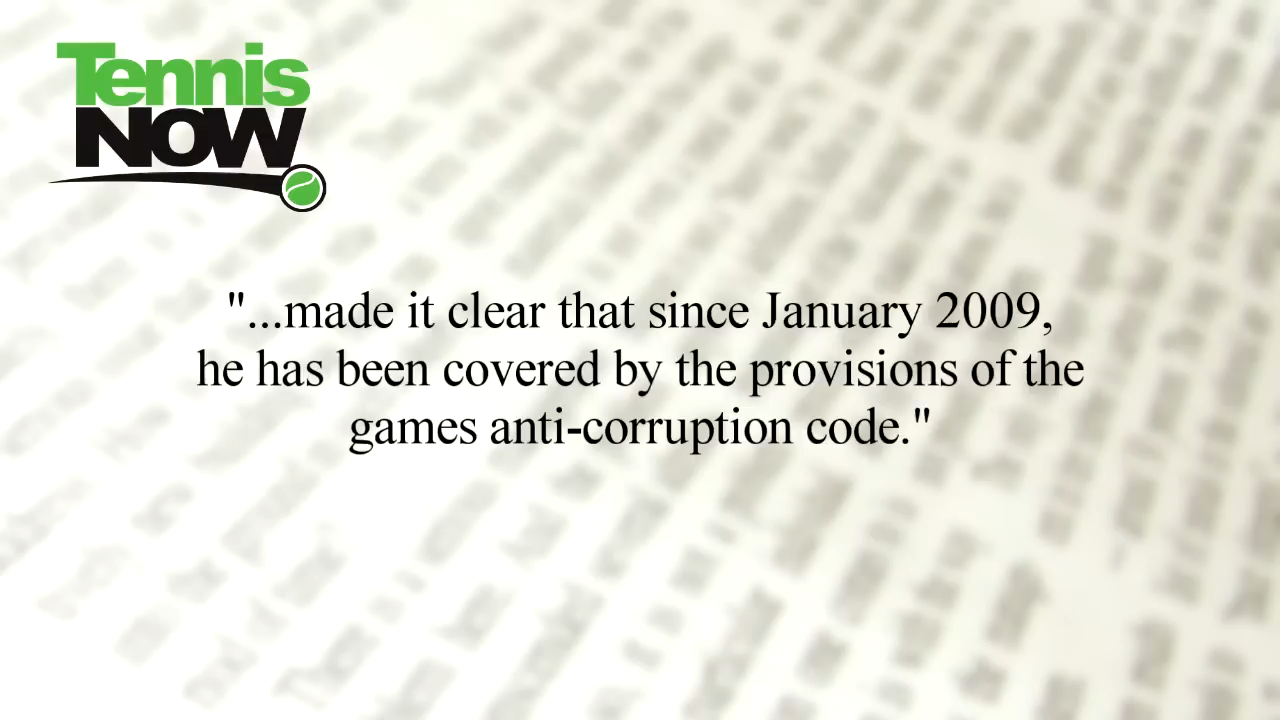 Tennis
NOW
"...made it clear that since January 2009,
he has been covered by the provisions of the
games anti-corruption code."